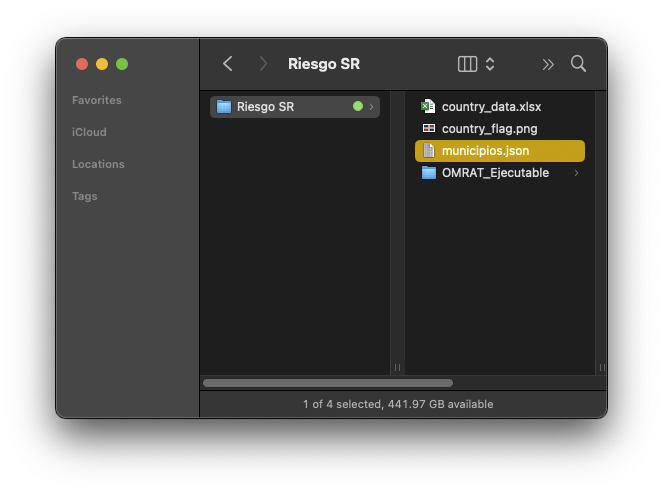 Riesgo SR
Favorites
iCloud
Locations
Tags
Riesgo SR
country_data.xlsx
country_flag.png
municipios.json
OMRAT_Ejecutable
1 of 4 selected, 441.97 GB available